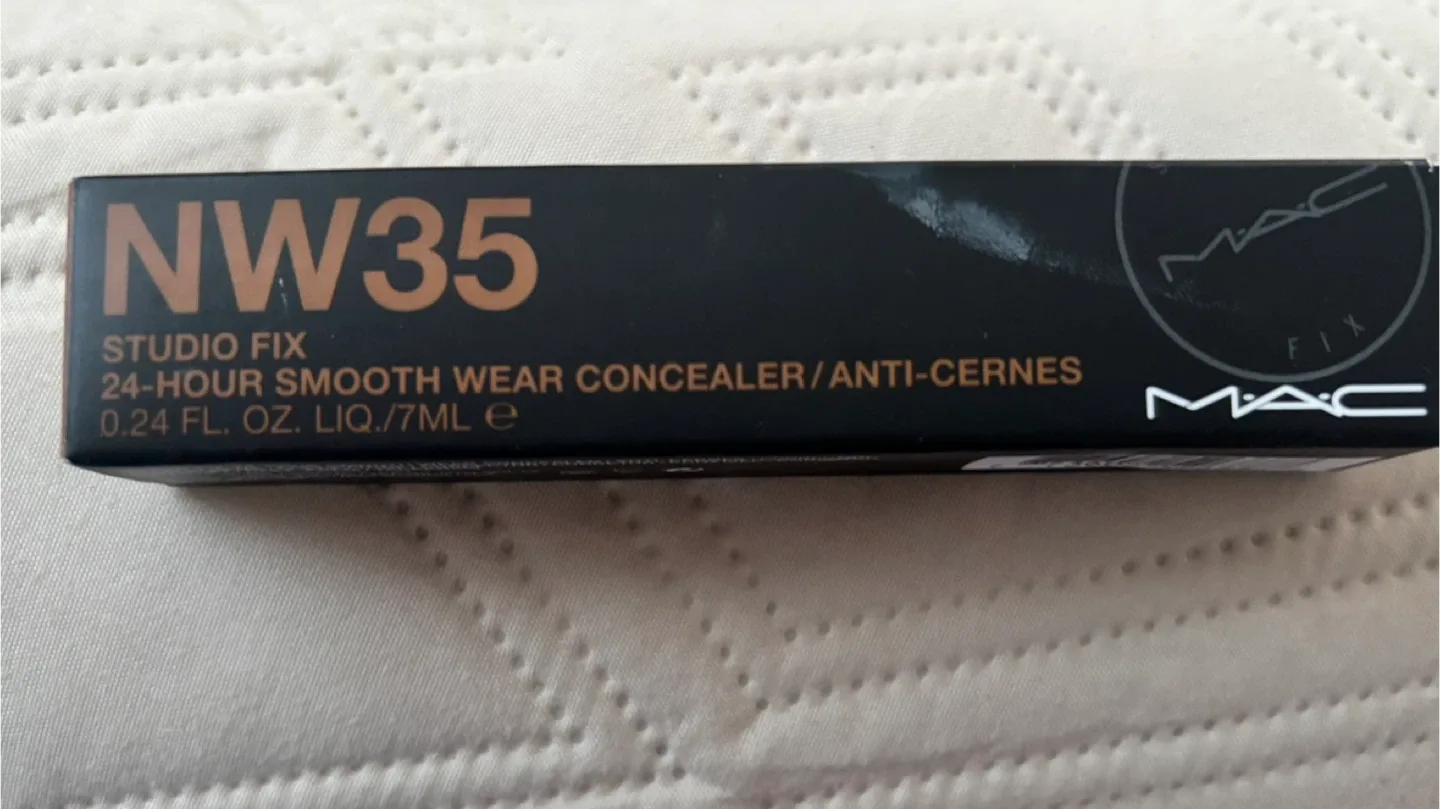 NW35
STUDIO FIX
24-HOUR SMOOTH WEAR CONCEALER/ANTI-CERNES
0.24 FL. OZ. LIQ./7ML ℮
M·A·C
FIX
M·A·C